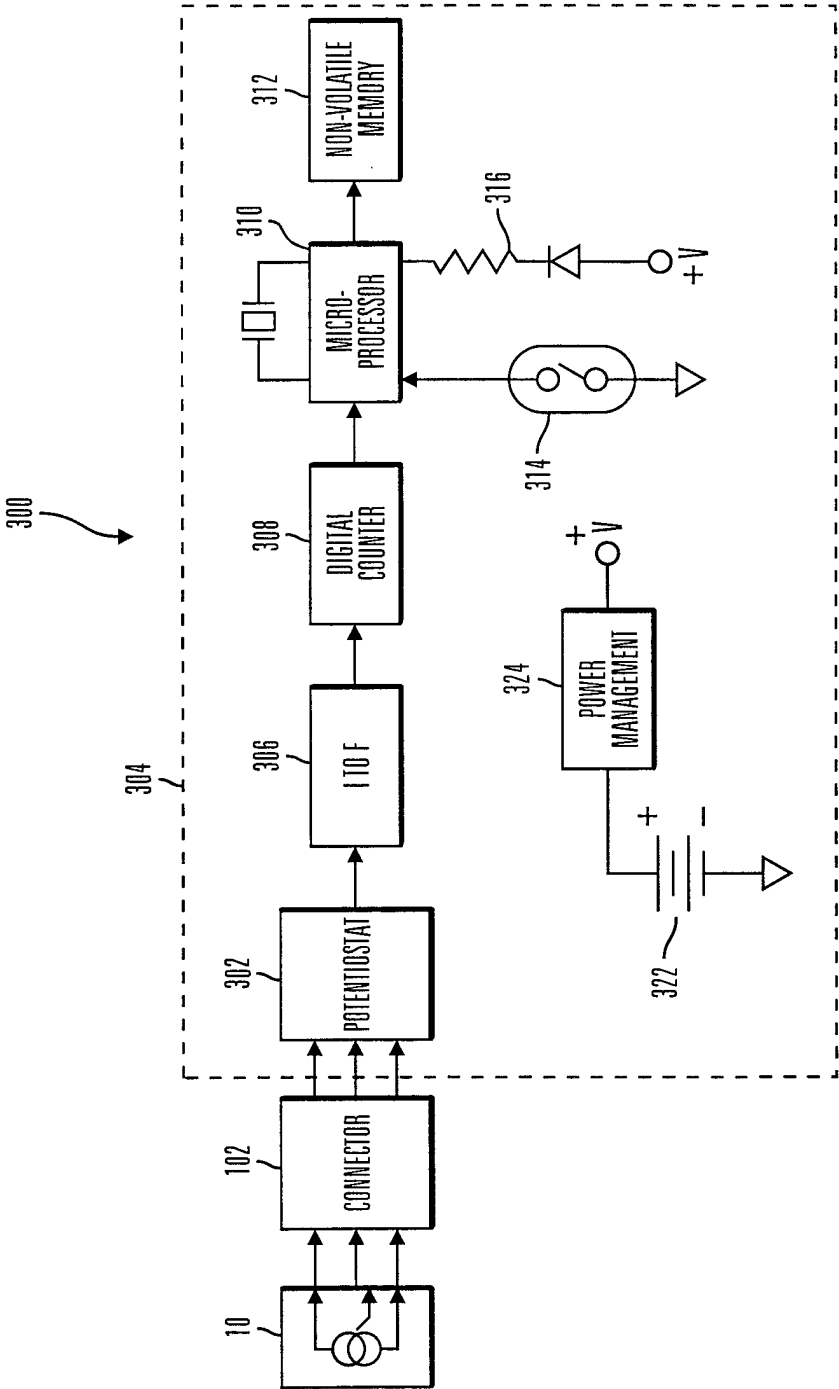 300
304
10
102
CONNECTOR
302
POTENTIOSTAT
306
I TO F
308
DIGITAL
COUNTER
310
MICRO-
PROCESSOR
312
NON-VOLATILE
MEMORY
314
316
+ V
322
+
-
324
POWER
MANAGEMENT
+ V